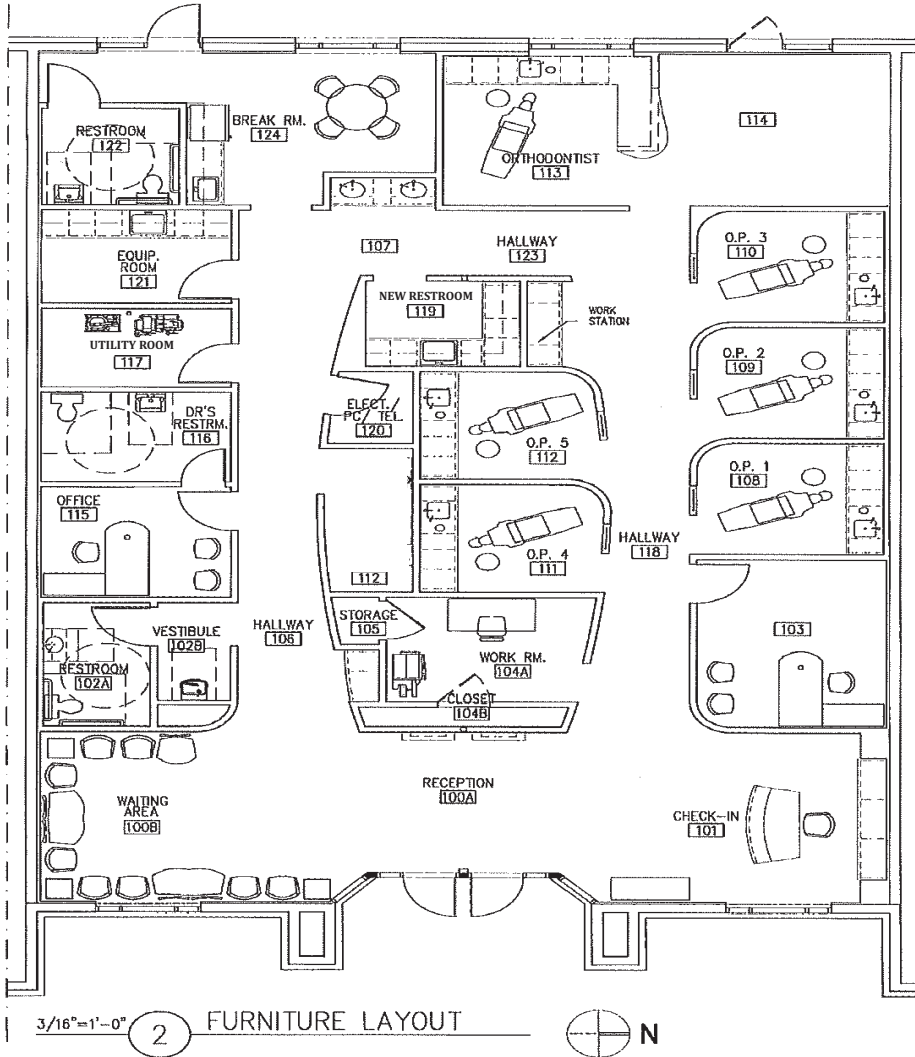 RESTROOM
122
BREAK RM.
124
ORTHODONTIST
113
114
EQUIP.
ROOM
121
107
HALLWAY
123
O.P. 3
110
NEW RESTROOM
119
WORK
STATION
UTILITY ROOM
117
O.P. 2
109
DR'S
RESTRM.
116
ELECT./
PC/ TEL.
120
O.P. 5
112
OFFICE
115
O.P. 1
108
HALLWAY
118
O.P. 4
111
112
STORAGE
105
VESTIBULE
102B
HALLWAY
106
103
RESTROOM
102A
WORK RM.
104A
CLOSET
104B
RECEPTION
100A
WAITING
AREA
100B
CHECK-IN
101
3/16"=1'-0"
2
FURNITURE LAYOUT
N